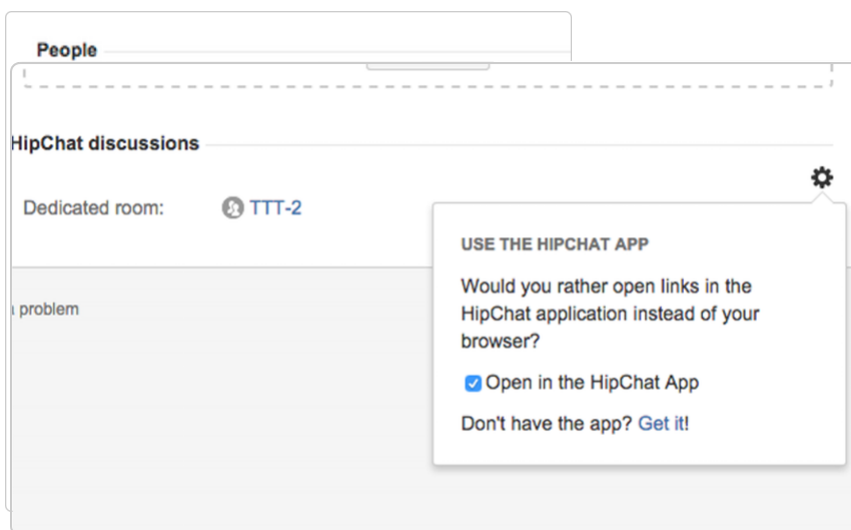 People
HipChat discussions
Dedicated room: TTT-2
USE THE HIPCHAT APP
Would you rather open links in the
HipChat application instead of your
browser?
Open in the HipChat App
Don't have the app? Get it!
a problem